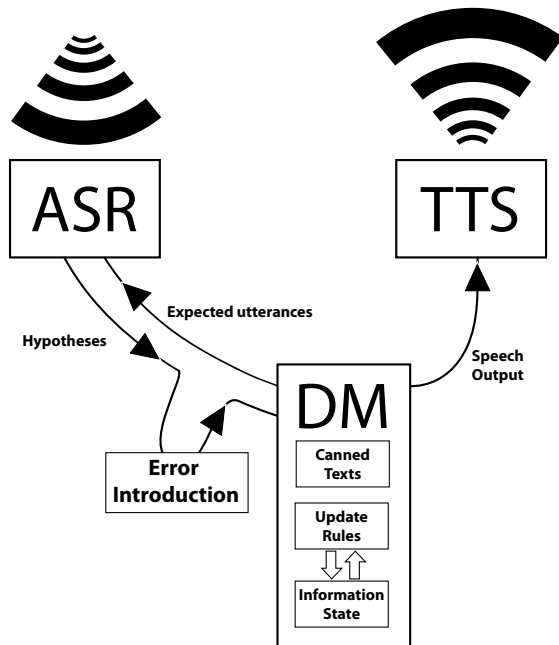 ASR
TTS
Expected utterances
Hypotheses
Speech
Output
DM
Canned
Texts
Error
Introduction
Update
Rules
Information
State